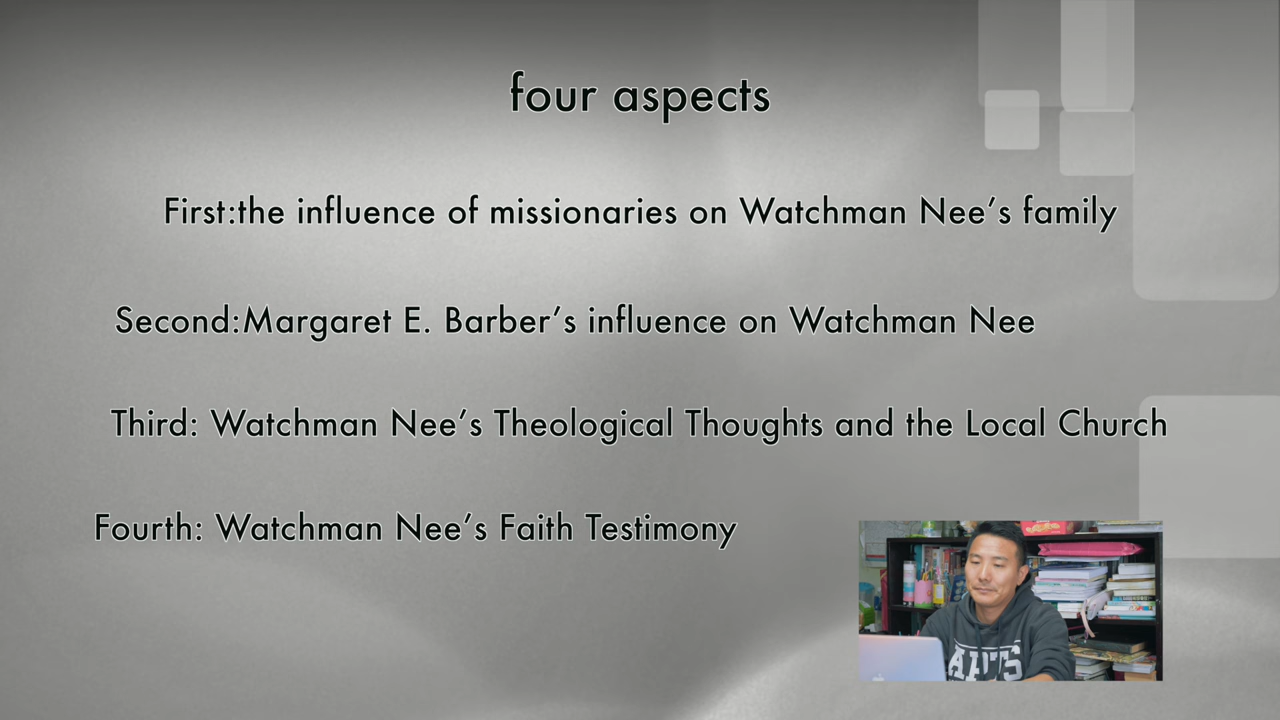 four aspects
First:the influence of missionaries on Watchman Nee’s family
Second:Margaret E. Barber’s influence on Watchman Nee
Third: Watchman Nee’s Theological Thoughts and the Local Church
Fourth: Watchman Nee’s Faith Testimony
ARTS